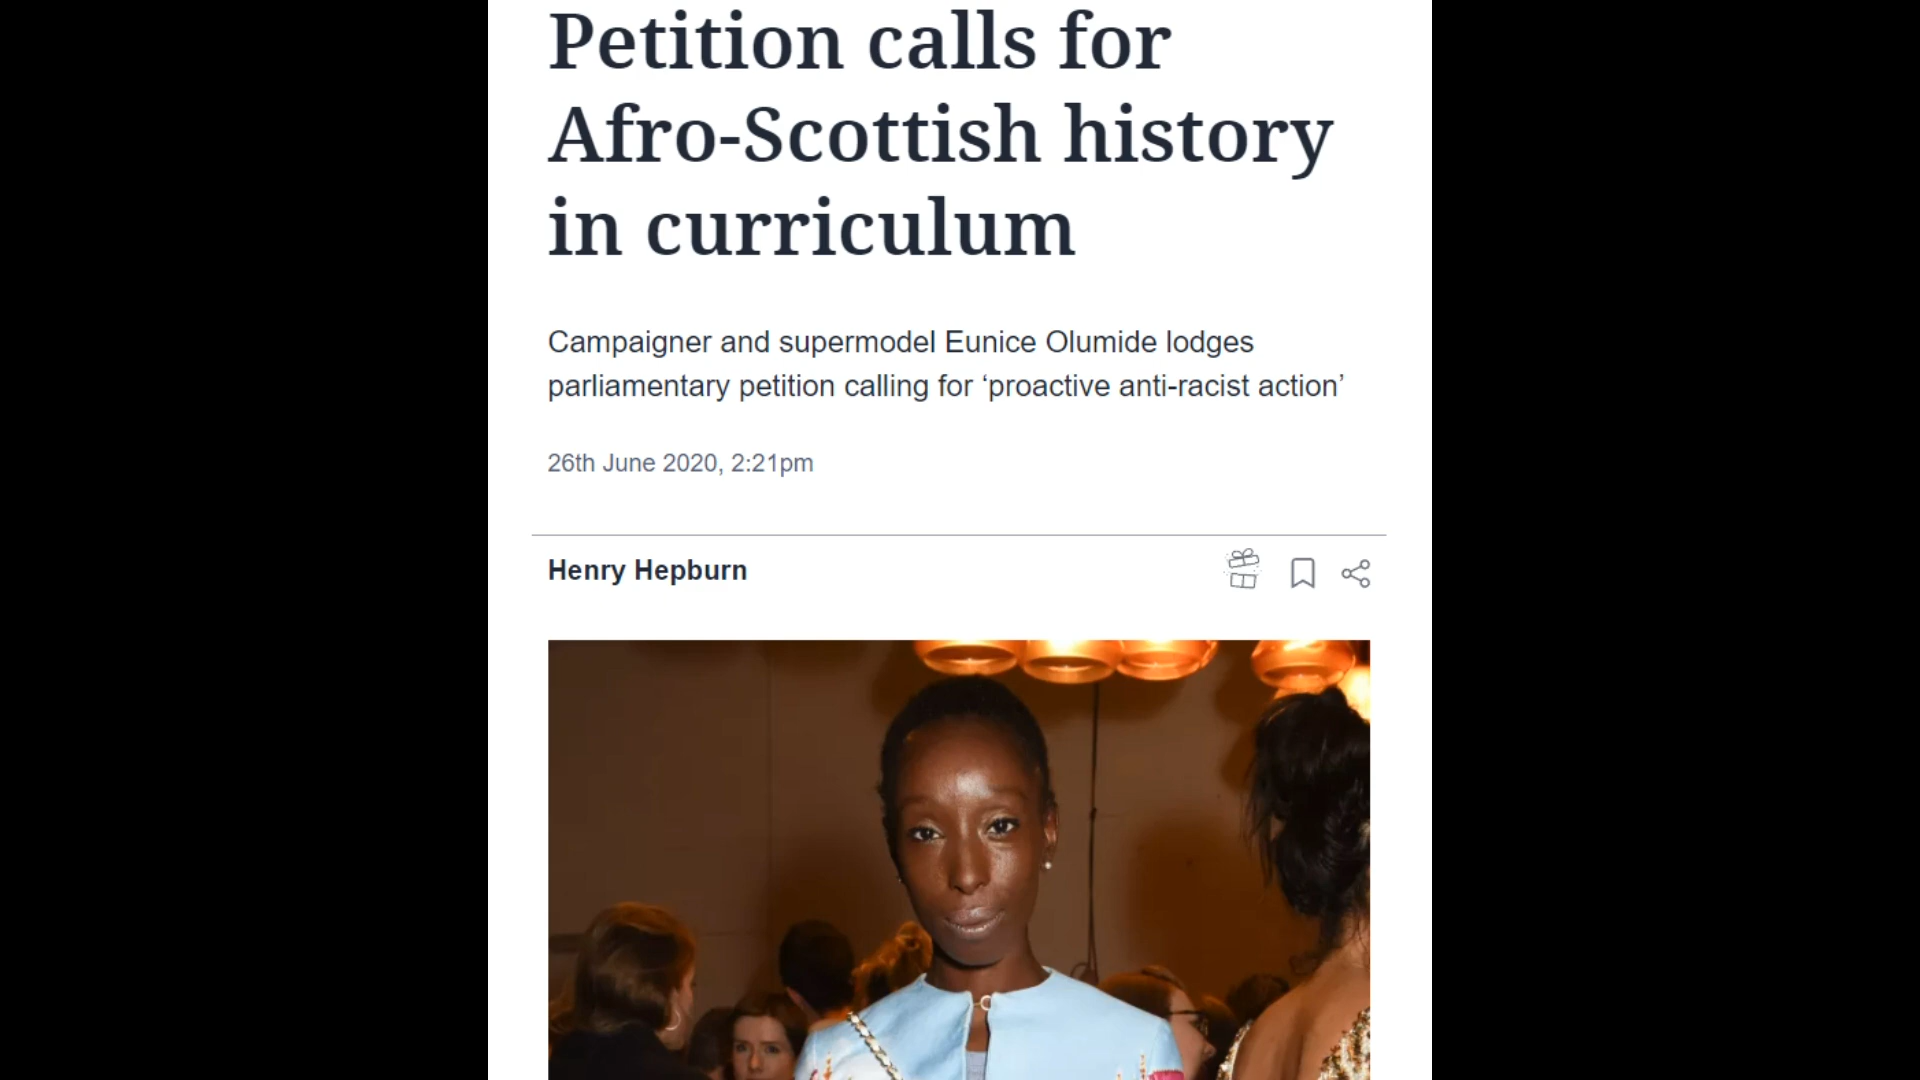 Petition calls for
Afro-Scottish history
in curriculum
Campaigner and supermodel Eunice Olumide lodges
parliamentary petition calling for ‘proactive anti-racist action’
26th June 2020, 2:21pm
Henry Hepburn